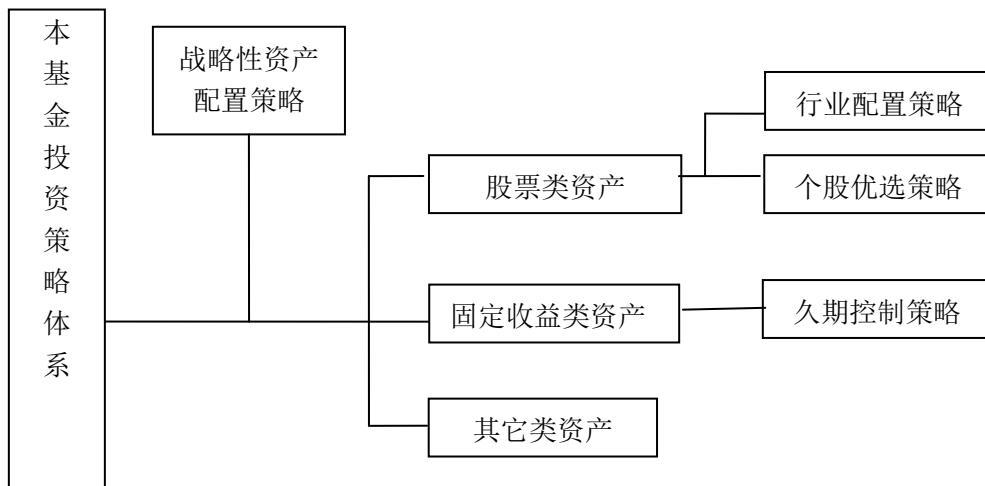 本基金投资策略体系
战略性资产
配置策略
行业配置策略
股票类资产
个股优选策略
固定收益类资产
久期控制策略
其它类资产